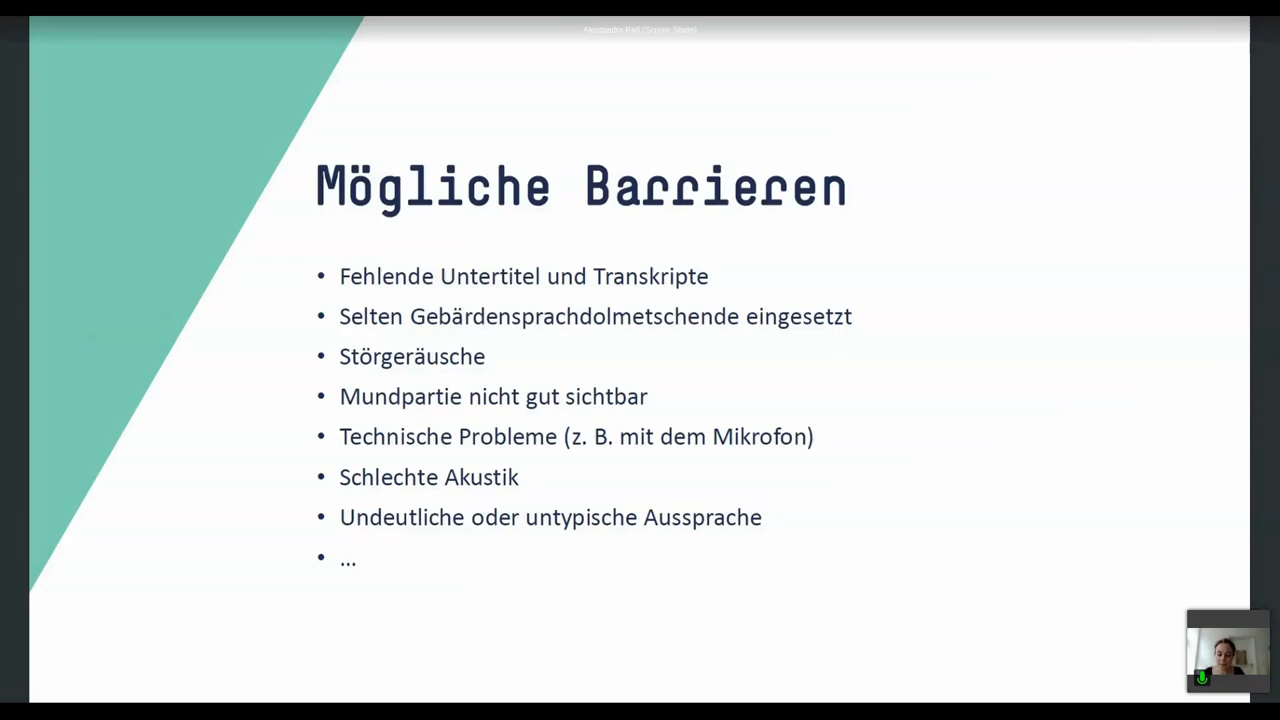 Mögliche Barrieren
• Fehlende Untertitel und Transkripte
• Selten Gebärdensprachdolmetschende eingesetzt
• Störgeräusche
• Mundpartie nicht gut sichtbar
• Technische Probleme (z. B. mit dem Mikrofon)
• Schlechte Akustik
• Undeutliche oder untypische Aussprache
• ...